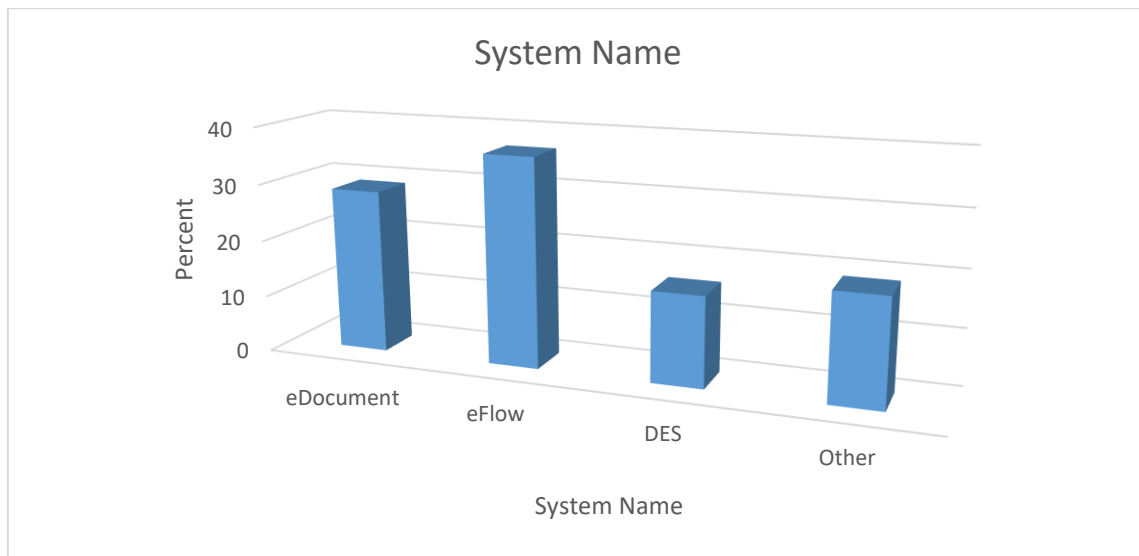 System Name
40
30
20
10
0
Percent
eDocument
eFlow
DES
Other
System Name